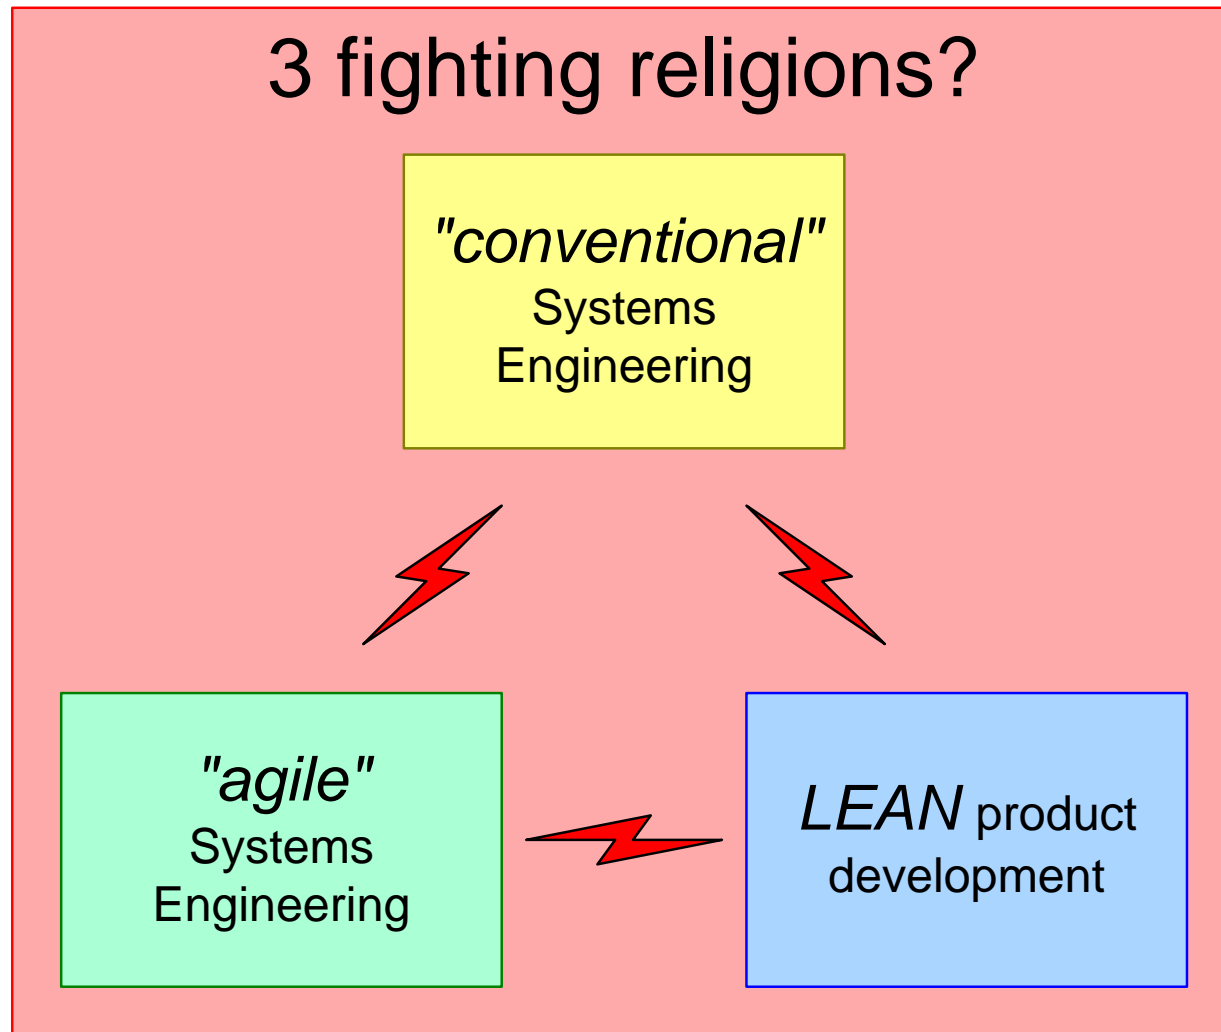 3 fighting religions?
"conventional"
Systems
Engineering
"agile"
Systems
Engineering
LEAN product
development